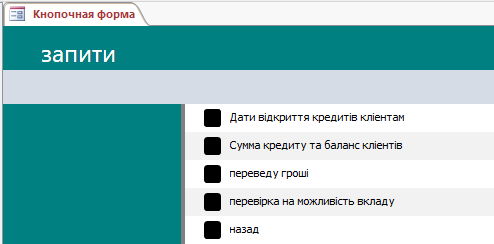 Кнопочная форма
запити
Дати відкриття кредитів клієнтам
Сумма кредиту та баланс клієнтів
переведу гроші
перевірка на можливість вкладу
назад